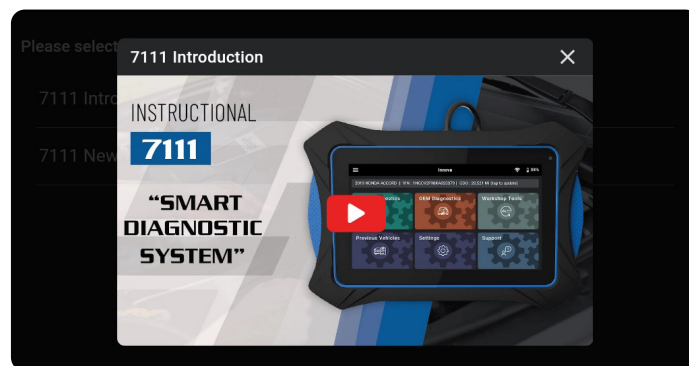 Please select
7111 Introduction
7111 Intro
7111 New
INSTRUCTIONAL
7111
“SMART
DIAGNOSTIC
SYSTEM”
Innova
OEM Diagnostics
Workshop Tools
Previous Vehicles
Settings
Support